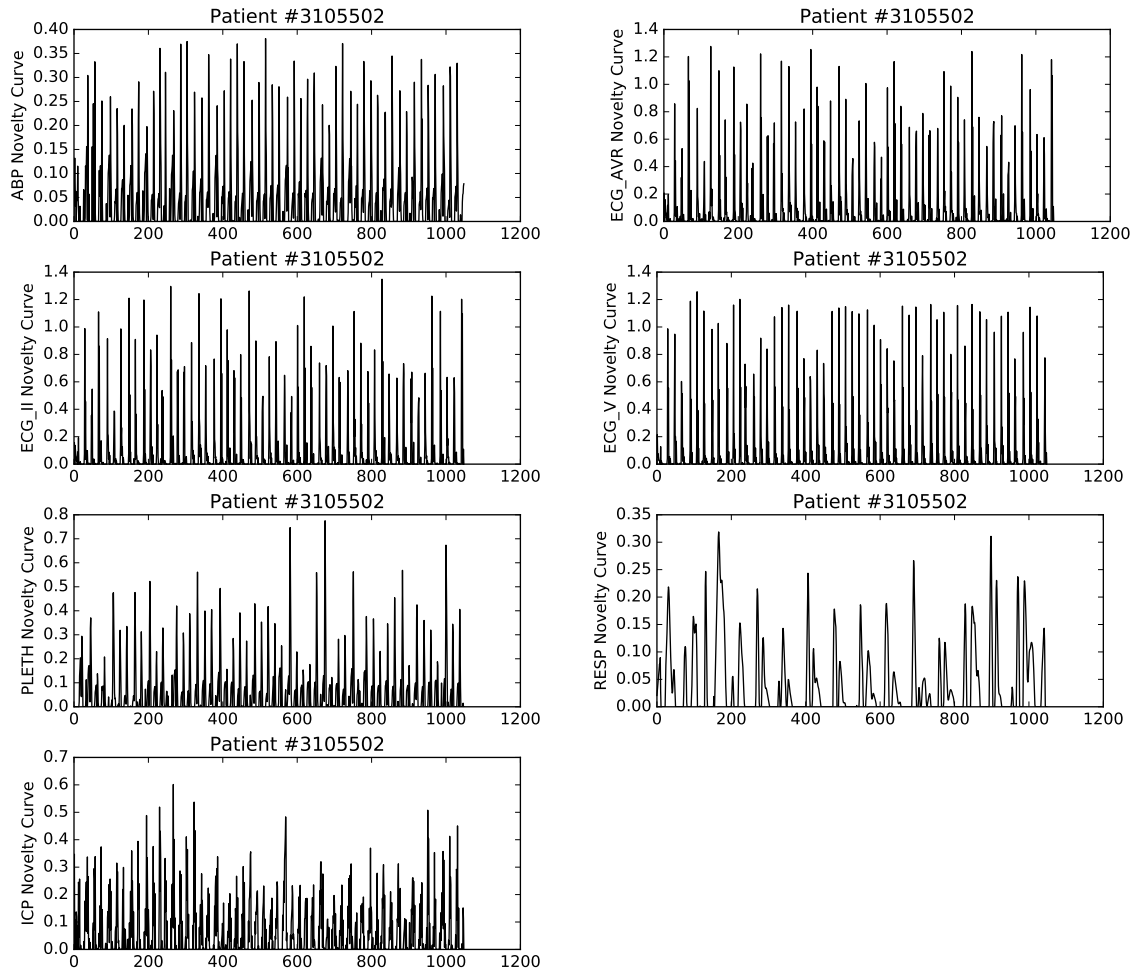 Patient #3105502
ABP Novelty Curve
0.40
0.35
0.30
0.25
0.20
0.15
0.10
0.05
0.00
0 200 400 600 800 1000 1200
Patient #3105502
ECG_AVR Novelty Curve
1.4
1.2
1.0
0.8
0.6
0.4
0.2
0.0
0 200 400 600 800 1000 1200
Patient #3105502
ECG_II Novelty Curve
1.4
1.2
1.0
0.8
0.6
0.4
0.2
0.0
0 200 400 600 800 1000 1200
Patient #3105502
ECG_V Novelty Curve
1.4
1.2
1.0
0.8
0.6
0.4
0.2
0.0
0 200 400 600 800 1000 1200
Patient #3105502
PLETH Novelty Curve
0.8
0.7
0.6
0.5
0.4
0.3
0.2
0.1
0.0
0 200 400 600 800 1000 1200
Patient #3105502
RESP Novelty Curve
0.35
0.30
0.25
0.20
0.15
0.10
0.05
0.00
0 200 400 600 800 1000 1200
Patient #3105502
ICP Novelty Curve
0.7
0.6
0.5
0.4
0.3
0.2
0.1
0.0
0 200 400 600 800 1000 1200